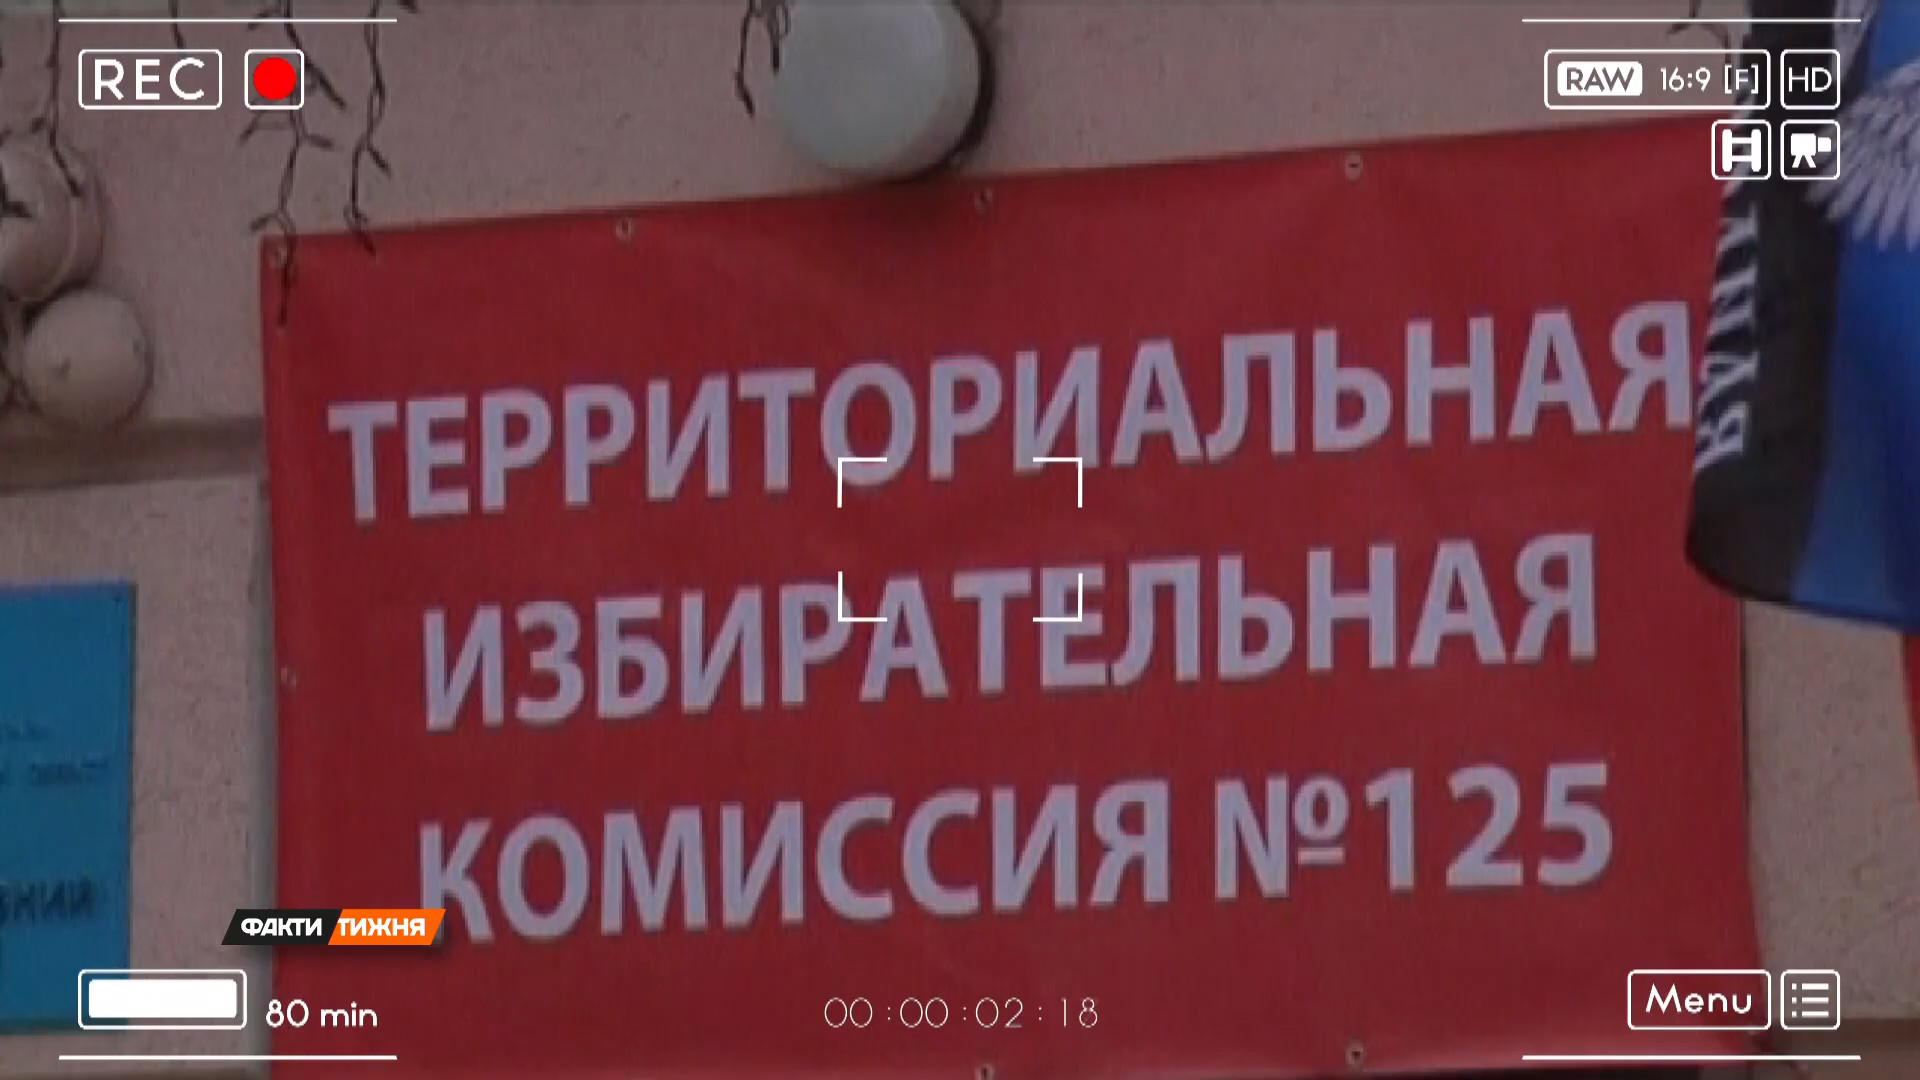 REC
RAW 16:9 [F] HD
ТЕРРИТОРИАЛЬНАЯ
ИЗБИРАТЕЛЬНАЯ
КОМИССИЯ №125
ФАКТИ ТИЖНЯ
80 min
00:00:02:18
Menu